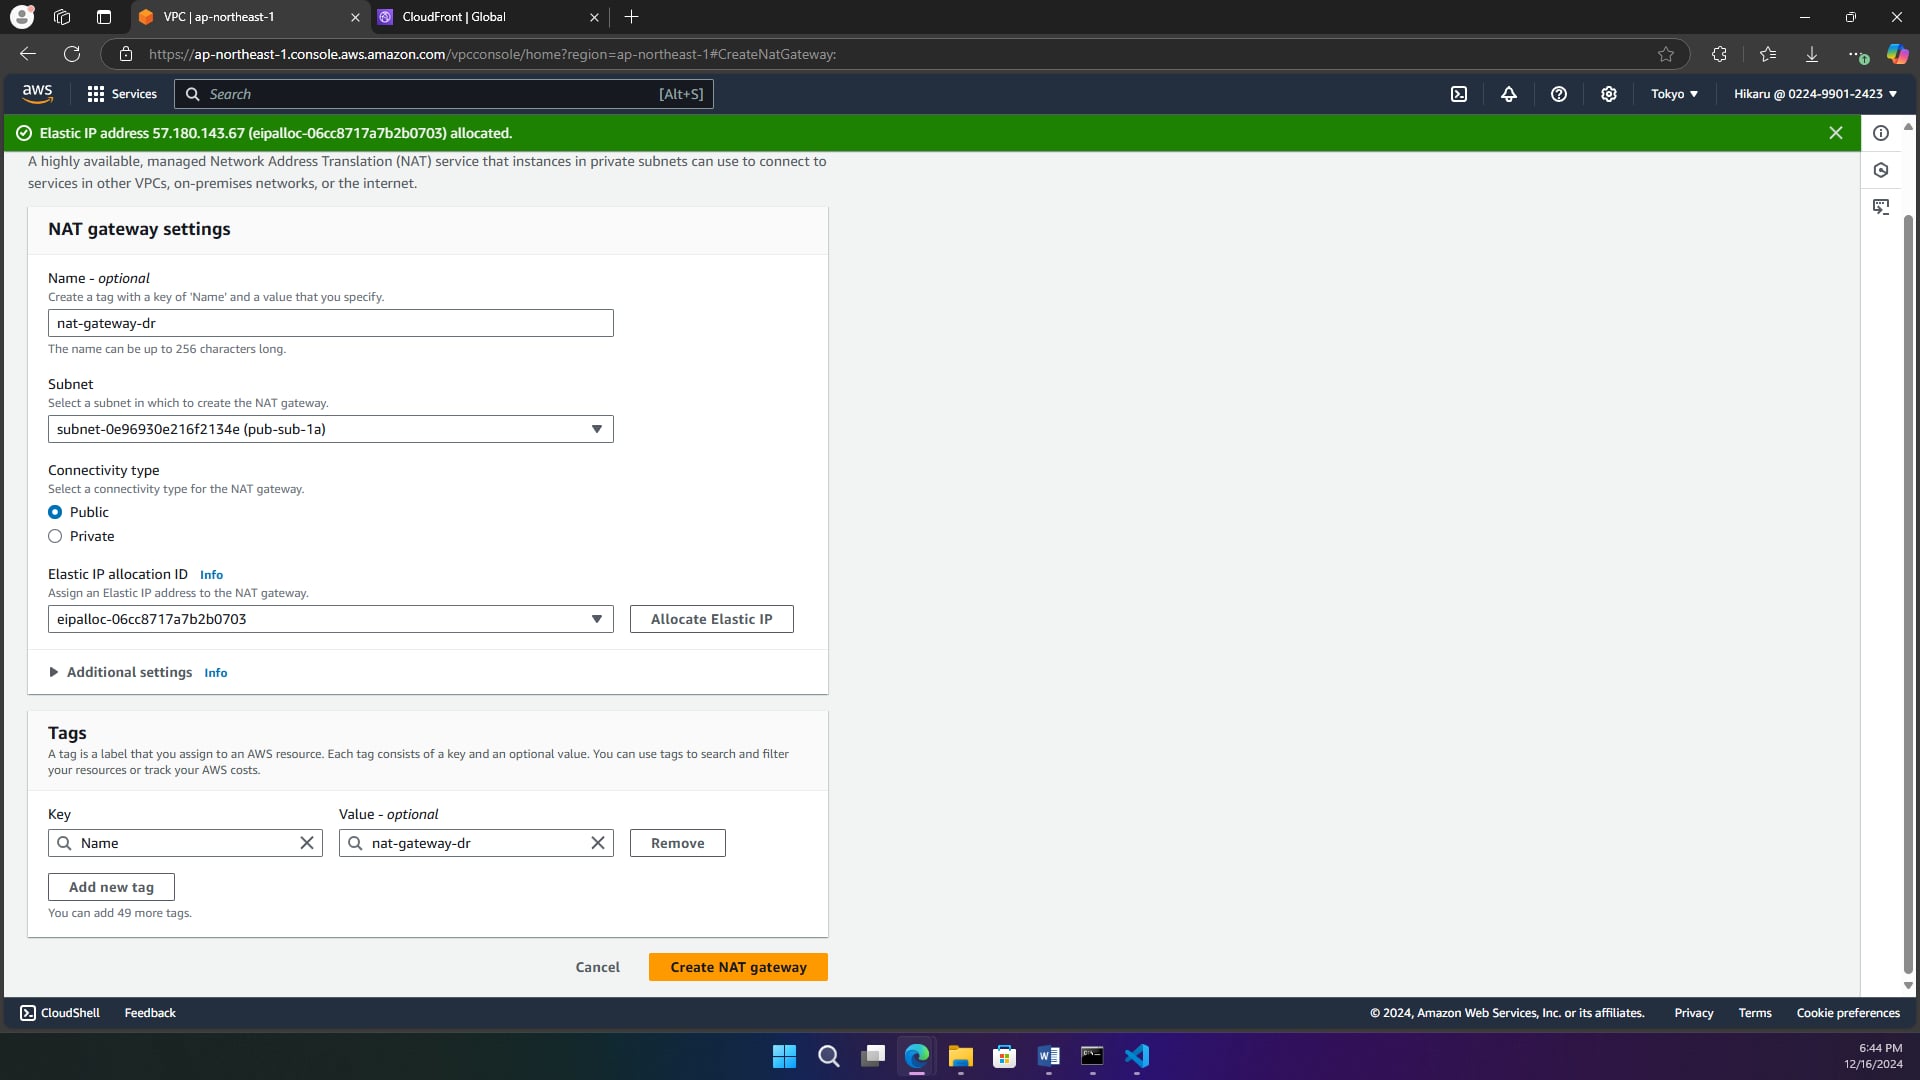 VPC | ap-northeast-1
CloudFront | Global
https://ap-northeast-1.console.aws.amazon.com/vpcconsole/home?region=ap-northeast-1#CreateNatGateway:
aws
Services
Search
[Alt+S]
Tokyo
Hikaru @ 0224-9901-2423
Elastic IP address 57.180.143.67 (eipalloc-06cc8717a7b2b0703) allocated.
A highly available, managed Network Address Translation (NAT) service that instances in private subnets can use to connect to
services in other VPCs, on-premises networks, or the internet.
NAT gateway settings
Name - optional
Create a tag with a key of 'Name' and a value that you specify.
nat-gateway-dr
The name can be up to 256 characters long.
Subnet
Select a subnet in which to create the NAT gateway.
subnet-0e96930e216f2134e (pub-sub-1a)
Connectivity type
Select a connectivity type for the NAT gateway.
Public
Private
Elastic IP allocation ID Info
Assign an Elastic IP address to the NAT gateway.
eipalloc-06cc8717a7b2b0703
Allocate Elastic IP
Additional settings Info
Tags
A tag is a label that you assign to an AWS resource. Each tag consists of a key and an optional value. You can use tags to search and filter
your resources or track your AWS costs.
Key
Value - optional
Name
nat-gateway-dr
Remove
Add new tag
You can add 49 more tags.
Cancel
Create NAT gateway
CloudShell
Feedback
© 2024, Amazon Web Services, Inc. or its affiliates.
Privacy
Terms
Cookie preferences
6:44 PM
12/16/2024